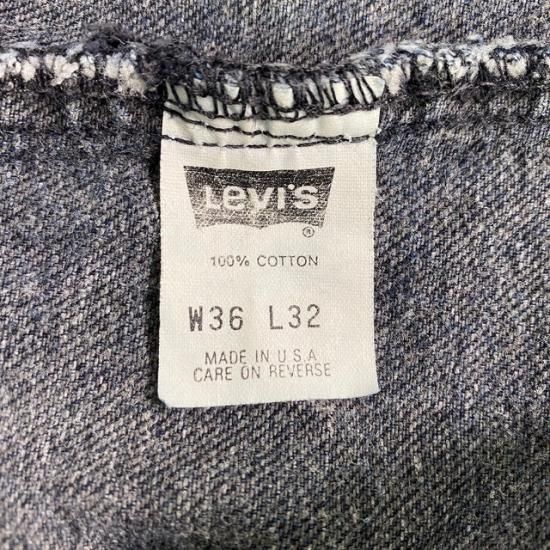 Levi's
®
100% COTTON
W36 L32
MADE IN U.S.A
CARE ON REVERSE